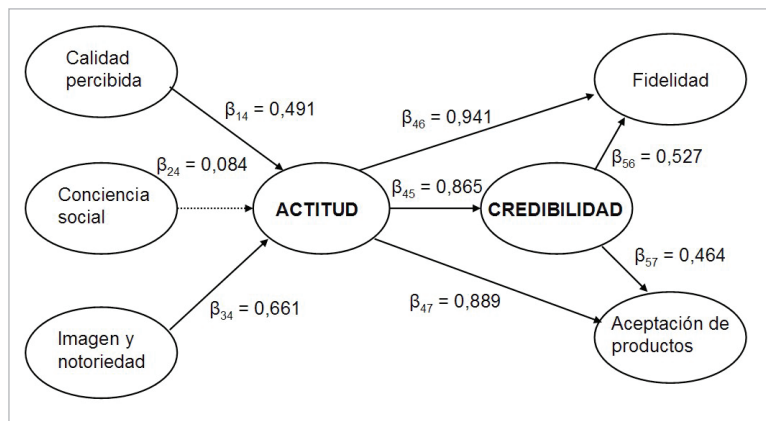 Calidad
percibida
Fidelidad
β₁₄ = 0,491
β₄₆ = 0,941
β₂₄ = 0,084
β₅₆ = 0,527
Conciencia
social
ACTITUD
β₄₅ = 0,865
CREDIBILIDAD
β₅₇ = 0,464
β₄₇ = 0,889
β₃₄ = 0,661
Imagen y
notoriedad
Aceptación de
productos